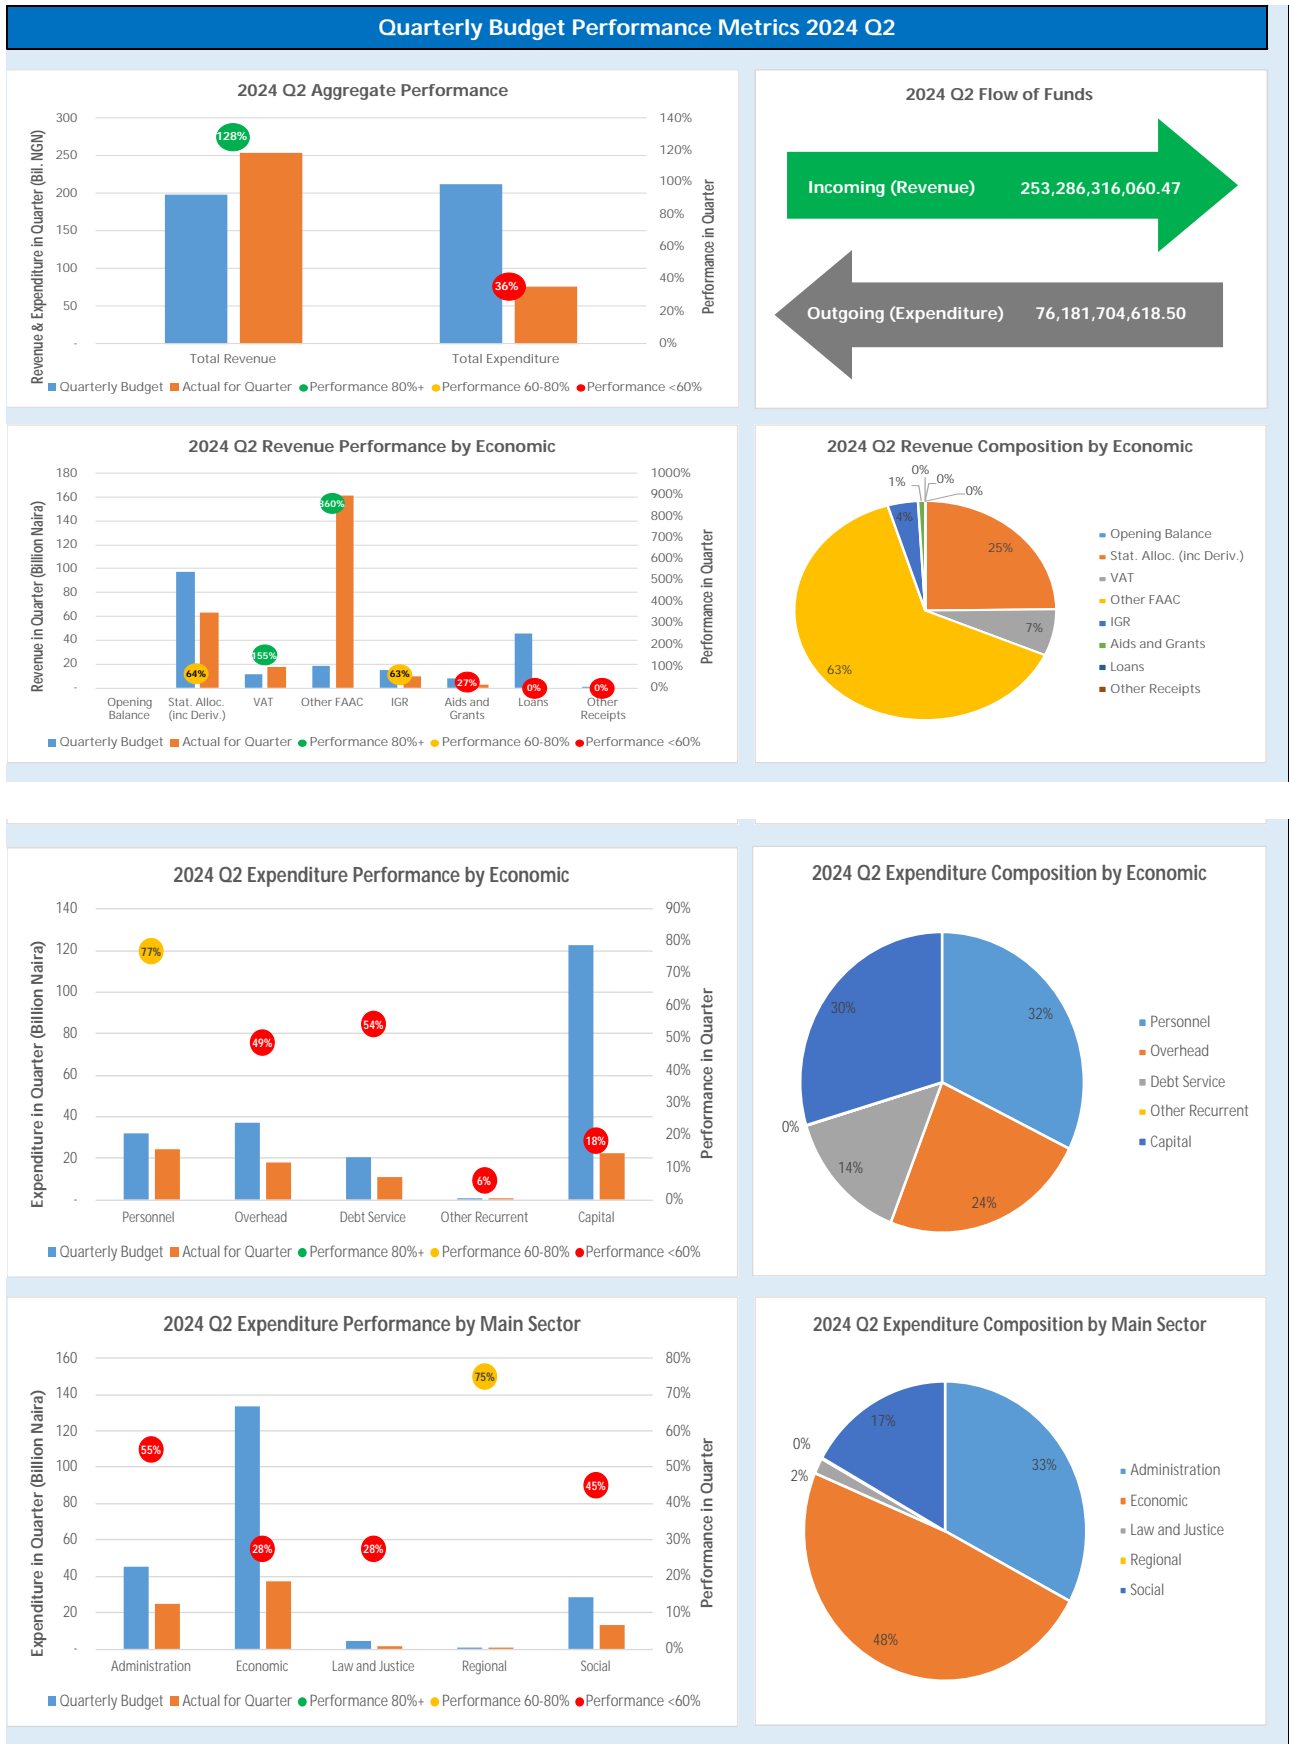 Quarterly Budget Performance Metrics 2024 Q2
2024 Q2 Aggregate Performance
Revenue & Expenditure in Quarter (Bil. NGN)
300
250
200
150
100
50
-
128%
36%
140%
120%
100%
80%
60%
40%
20%
0%
Performance in Quarter
Total Revenue
Total Expenditure
Quarterly Budget
Actual for Quarter
Performance 80%+
Performance 60-80%
Performance <60%
2024 Q2 Flow of Funds
Incoming (Revenue) 253,286,316,060.47
Outgoing (Expenditure) 76,181,704,618.50
2024 Q2 Revenue Performance by Economic
Revenue in Quarter (Billion Naira)
180
160
140
120
100
80
60
40
20
-
64%
155%
860%
63%
27%
0%
0%
1000%
900%
800%
700%
600%
500%
400%
300%
200%
100%
0%
Performance in Quarter
Opening
Balance
Stat. Alloc.
(inc Deriv.)
VAT
Other FAAC
IGR
Aids and
Grants
Loans
Other
Receipts
Quarterly Budget
Actual for Quarter
Performance 80%+
Performance 60-80%
Performance <60%
2024 Q2 Revenue Composition by Economic
0%
1%
0%
0%
4%
25%
7%
63%
Opening Balance
Stat. Alloc. (inc Deriv.)
VAT
Other FAAC
IGR
Aids and Grants
Loans
Other Receipts
2024 Q2 Expenditure Performance by Economic
Expenditure in Quarter (Billion Naira)
140
120
100
80
60
40
20
-
77%
49%
54%
6%
18%
90%
80%
70%
60%
50%
40%
30%
20%
10%
0%
Performance in Quarter
Personnel
Overhead
Debt Service
Other Recurrent
Capital
Quarterly Budget
Actual for Quarter
Performance 80%+
Performance 60-80%
Performance <60%
2024 Q2 Expenditure Composition by Economic
30%
32%
0%
14%
24%
Personnel
Overhead
Debt Service
Other Recurrent
Capital
2024 Q2 Expenditure Performance by Main Sector
Expenditure in Quarter (Billion Naira)
160
140
120
100
80
60
40
20
-
55%
28%
28%
75%
45%
80%
70%
60%
50%
40%
30%
20%
10%
0%
Performance in Quarter
Administration
Economic
Law and Justice
Regional
Social
Quarterly Budget
Actual for Quarter
Performance 80%+
Performance 60-80%
Performance <60%
2024 Q2 Expenditure Composition by Main Sector
17%
0%
2%
33%
48%
Administration
Economic
Law and Justice
Regional
Social